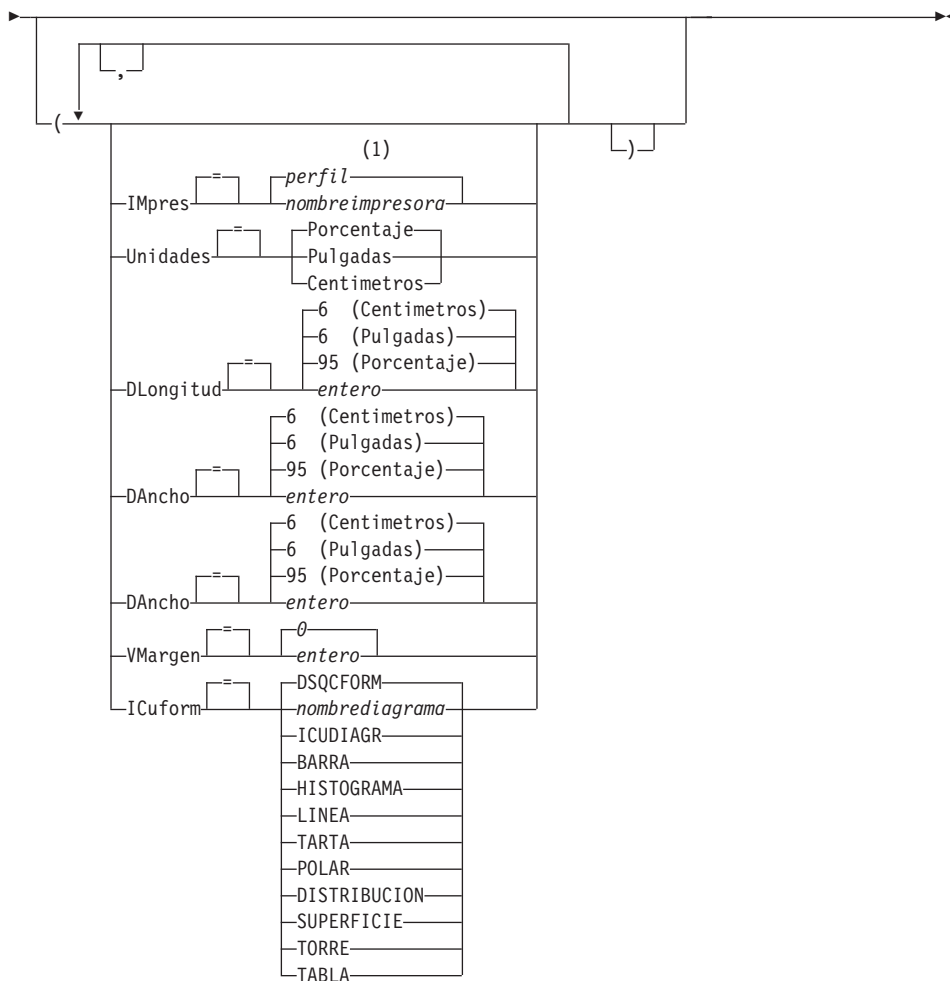 ,
(
)
(1)
=
perfil
IMpres
nombreimpresora
=
Porcentaje
Unidades
Pulgadas
Centimetros
6 (Centimetros)
6 (Pulgadas)
=
95 (Porcentaje)
DLongitud
entero
6 (Centimetros)
6 (Pulgadas)
=
95 (Porcentaje)
DAncho
entero
6 (Centimetros)
6 (Pulgadas)
=
95 (Porcentaje)
DAncho
entero
=
0
VMargen
entero
=
DSQCFORM
ICuform
nombrediagrama
ICUDIAGR
BARRA
HISTOGRAMA
LINEA
TARTA
POLAR
DISTRIBUCION
SUPERFICIE
TORRE
TABLA